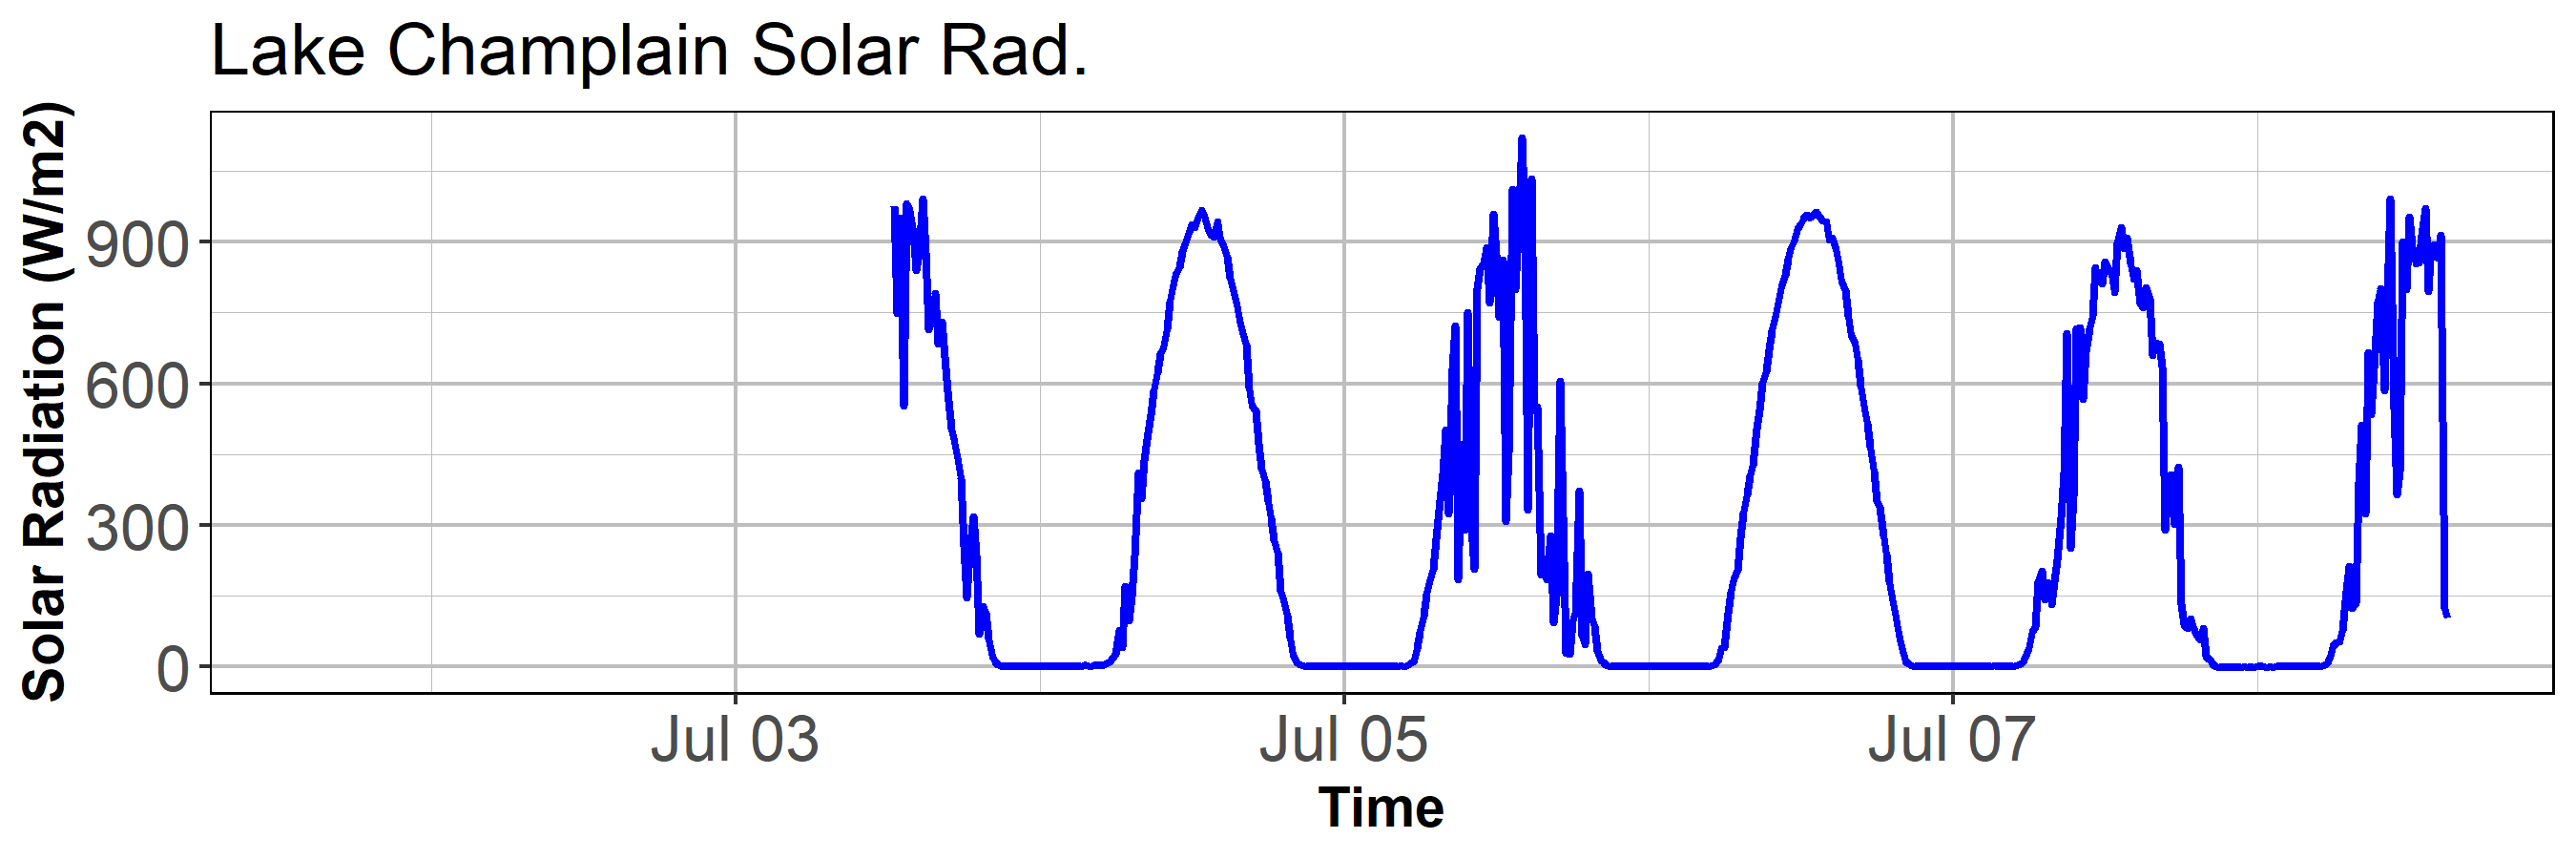 Lake Champlain Solar Rad.
Solar Radiation (W/m2)
900
600
300
0
Jul 03
Jul 05
Jul 07
Time